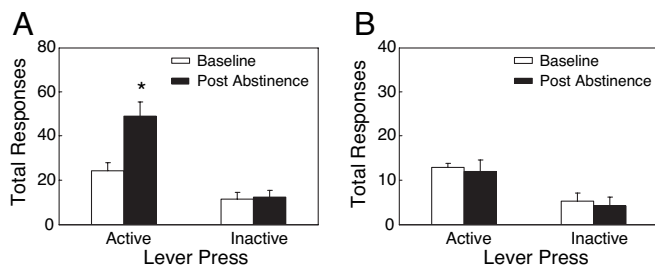 A
Total Responses
80
60
40
20
0
Baseline
Post Abstinence
*
Active
Inactive
Lever Press
B
Total Responses
40
30
20
10
0
Baseline
Post Abstinence
Active
Inactive
Lever Press